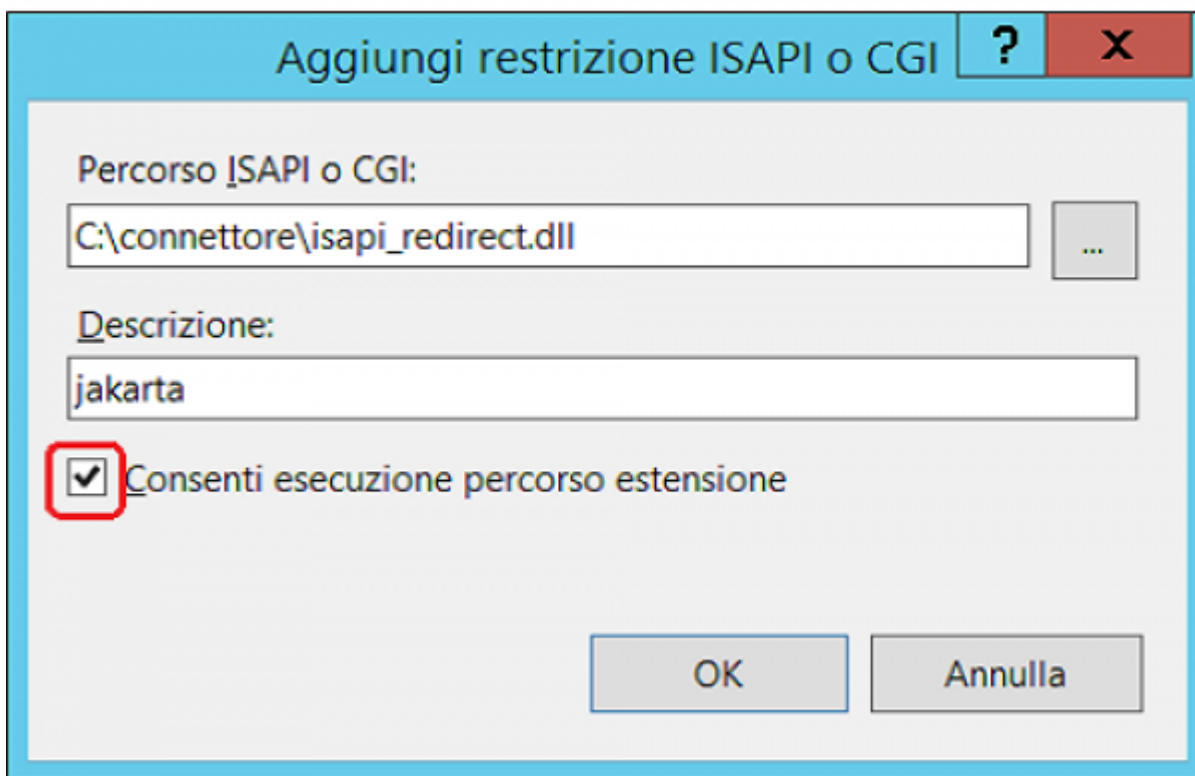 Aggiungi restrizione ISAPI o CGI ? x
Percorso ISAPI o CGI:
C:\connettore\isapi_redirect.dll ...
Descrizione:
jakarta
Consenti esecuzione percorso estensione
OK Annulla